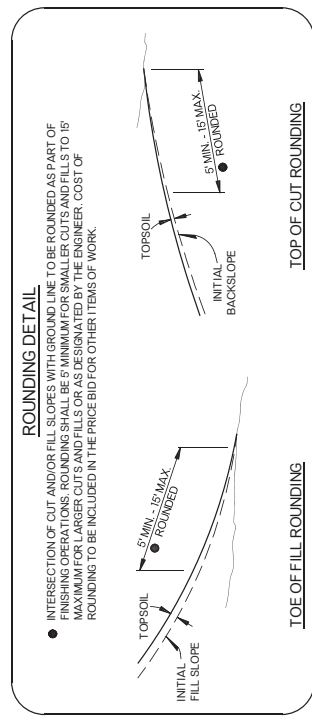 ROUNDING DETAIL
● INTERSECTION OF CUT AND/OR FILL SLOPES WITH GROUND LINE TO BE ROUNDED AS PART OF
FINISHING OPERATIONS. ROUNDING SHALL BE 5' MINIMUM FOR SMALLER CUTS AND FILLS TO 15'
MAXIMUM FOR LARGER CUTS AND FILLS OR AS DESIGNATED BY THE ENGINEER. COST OF
ROUNDING TO BE INCLUDED IN THE PRICE BID FOR OTHER ITEMS OF WORK.
5' MIN. - 15' MAX.
● ROUNDED
TOPSOIL
INITIAL
FILL SLOPE
TOE OF FILL ROUNDING
TOPSOIL
5' MIN. - 15' MAX.
● ROUNDED
INITIAL
BACKSLOPE
TOP OF CUT ROUNDING